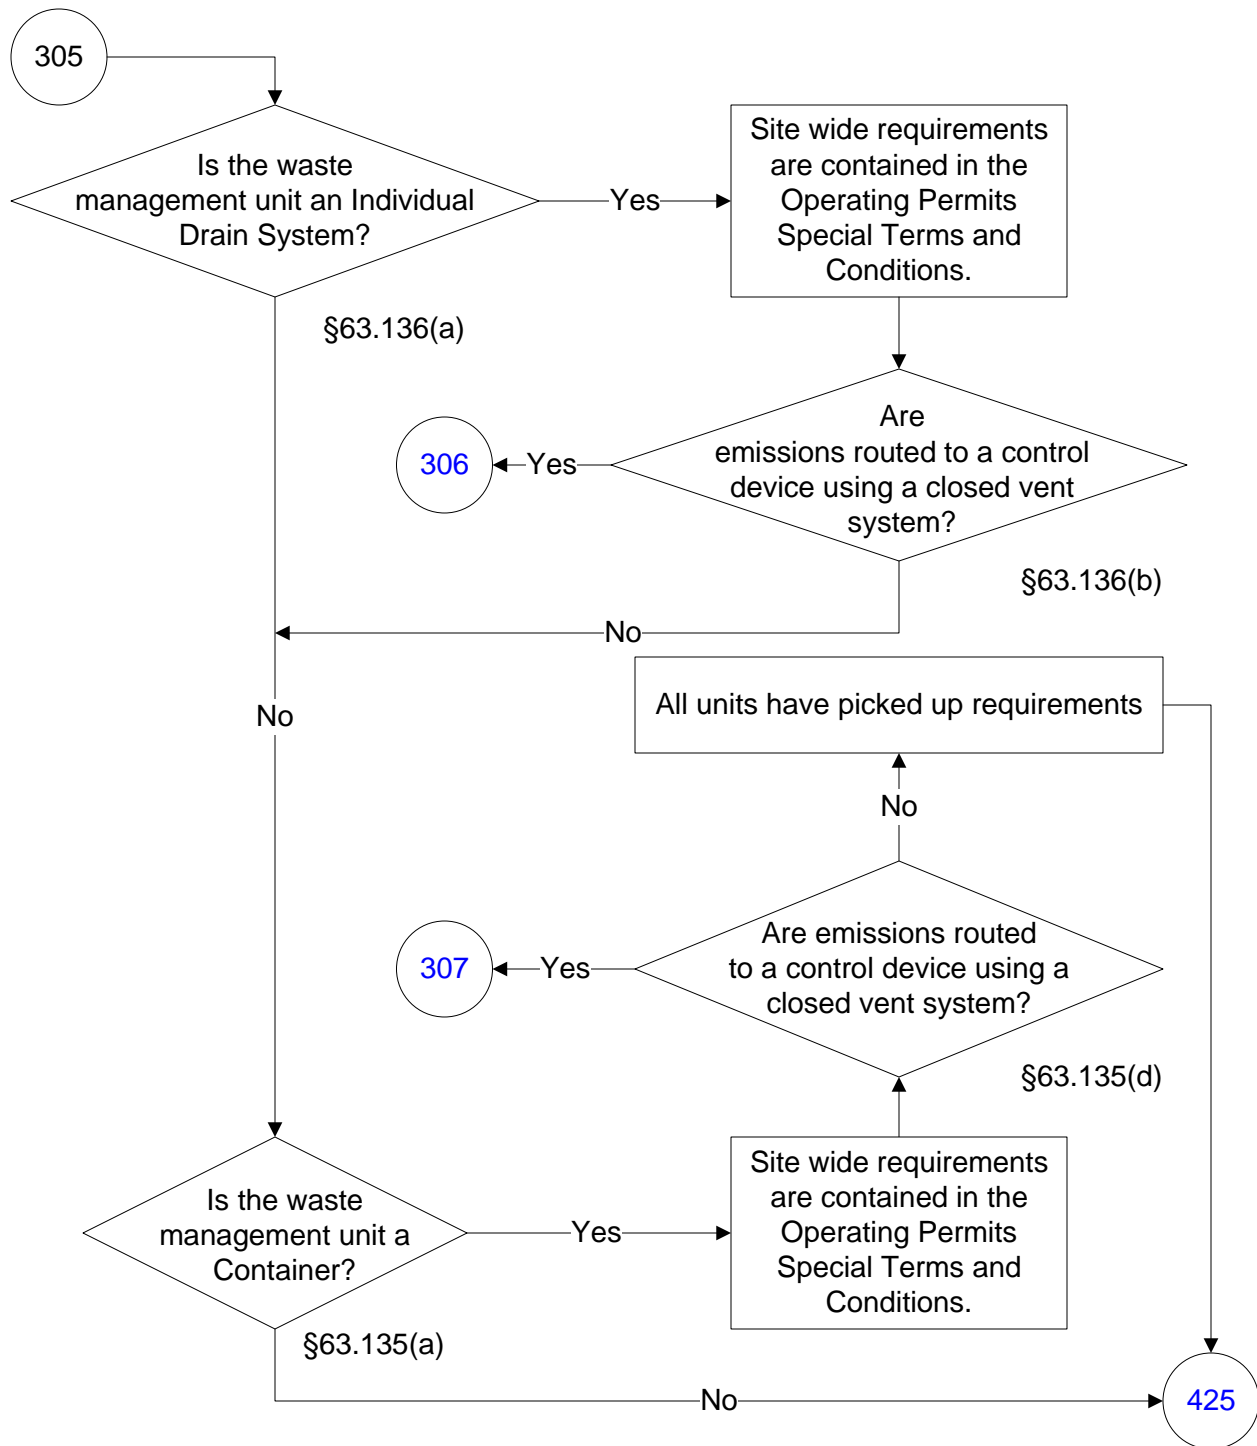 305
Is the waste
management unit an Individual
Drain System?
Yes
Site wide requirements
are contained in the
Operating Permits
Special Terms and
Conditions.
§63.136(a)
Are
emissions routed to a control
device using a closed vent
system?
Yes
306
§63.136(b)
No
No
All units have picked up requirements
No
Are emissions routed
to a control device using a
closed vent system?
Yes
307
§63.135(d)
Is the waste
management unit a
Container?
Yes
Site wide requirements
are contained in the
Operating Permits
Special Terms and
Conditions.
§63.135(a)
No
425